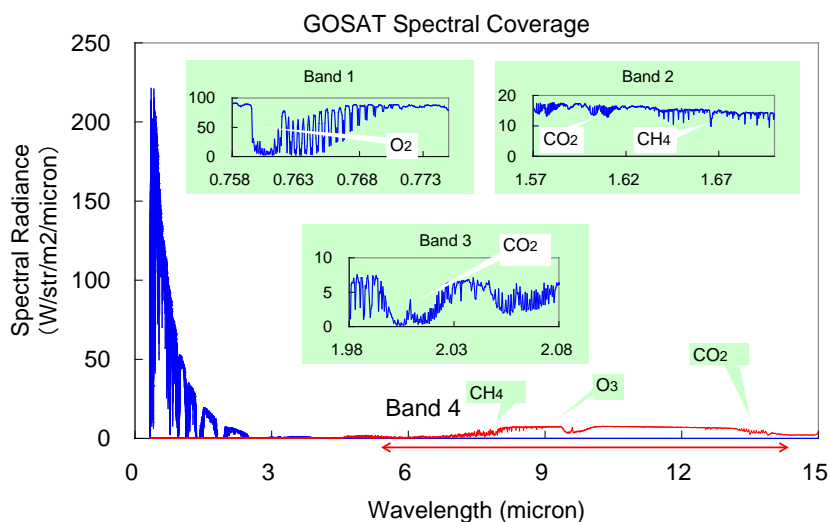 GOSAT Spectral Coverage
Spectral Radiance
(W/str/m2/micron)
250
200
150
100
50
0
Band 1
100
50
0
O2
0.758 0.763 0.768 0.773
Band 2
20
10
0
CO2 CH4
1.57 1.62 1.67
Band 3
CO2
10
5
0
1.98 2.03 2.08
Band 4
CH4
O3
CO2
0 3 6 9 12 15
Wavelength (micron)